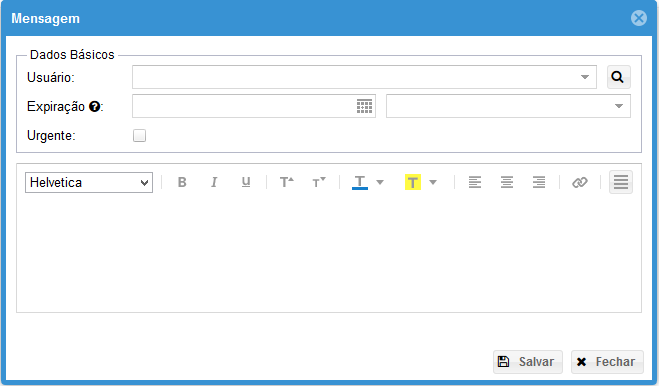 Mensagem
Dados Básicos
Usuário:
Expiração ?:
Urgente:
Helvetica B I u T T T T
Salvar Fechar